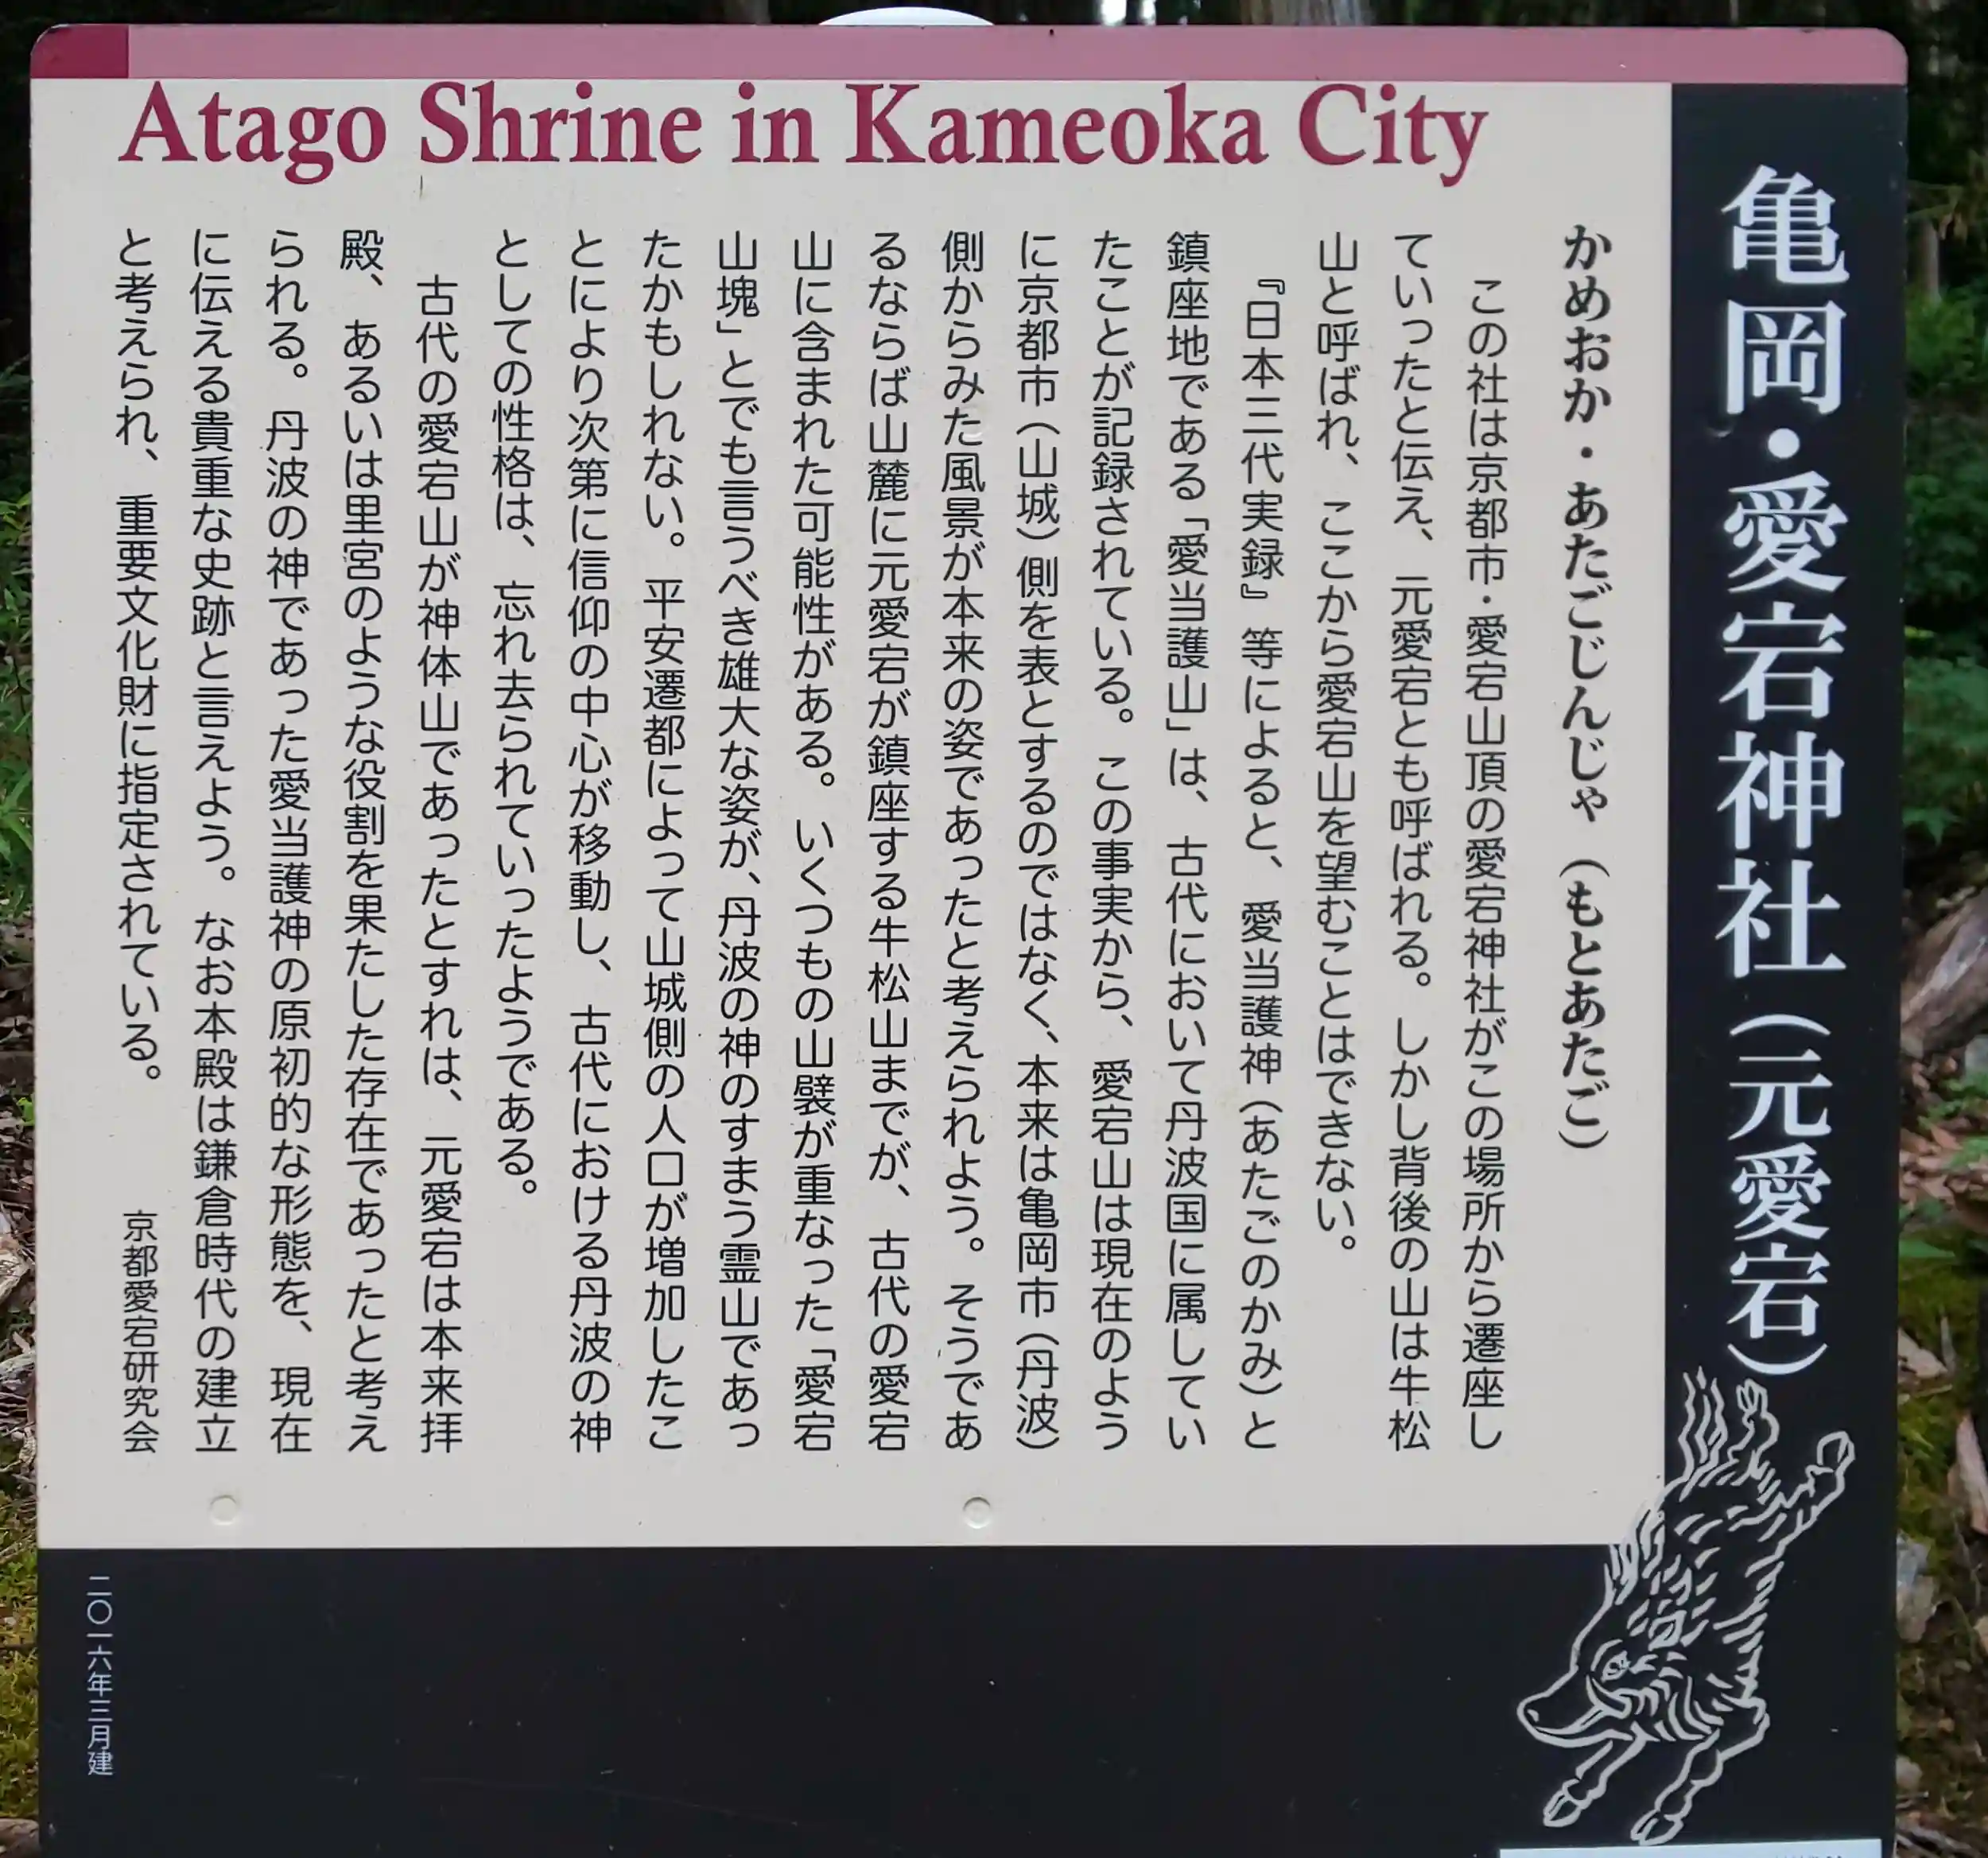 Atago Shrine in Kameoka City
亀岡・愛宕神社(元愛宕)
かめおか・あたごじんじゃ(もとあたご)
この社は京都市・愛宕山頂の愛宕神社がこの場所から遷座し
ていったと伝え、元愛宕とも呼ばれる。しかし背後の山は牛松
山と呼ばれ、ここから愛宕山を望むことはできない。
『日本三代実録』等によると、愛当護神(あたごのかみ)と
鎮座地である「愛当護山」は、古代において丹波国に属してい
たことが記録されている。この事実から、愛宕山は現在のよう
に京都市(山城)側を表とするのではなく、本来は亀岡市(丹波)
側からみた風景が本来の姿であったと考えられよう。そうであ
るならば山麓に元愛宕が鎮座する牛松山までが、古代の愛宕
山に含まれた可能性がある。いくつもの山襞が重なった「愛宕
山塊」とでも言うべき雄大な姿が、丹波の神のすまう霊山であっ
たかもしれない。平安遷都によって山城側の人口が増加したこ
とにより次第に信仰の中心が移動し、古代における丹波の神
としての性格は、忘れ去られていったようである。
古代の愛宕山が神体山であったとすれは、元愛宕は本来拝
殿、あるいは里宮のような役割を果たした存在であったと考え
られる。丹波の神であった愛当護神の原初的な形態を、現在
に伝える貴重な史跡と言えよう。なお本殿は鎌倉時代の建立
と考えられ、重要文化財に指定されている。
京都愛宕研究会
二〇一六年三月建